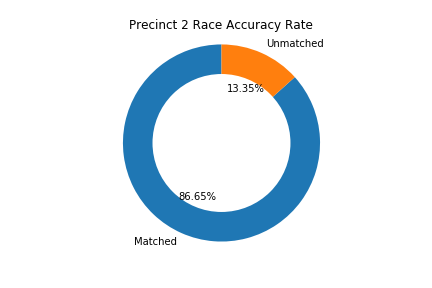 Precinct 2 Race Accuracy Rate
Unmatched
13.35%
86.65%
Matched